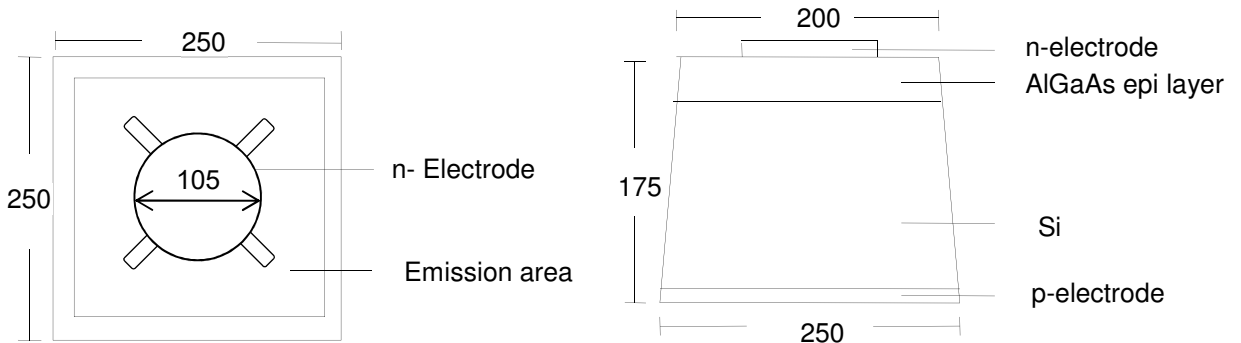 250
250
105
n- Electrode
Emission area
200
n-electrode
AlGaAs epi layer
175
Si
p-electrode
250